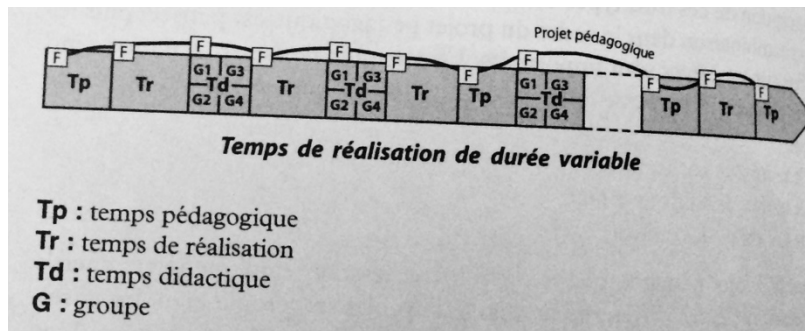 Projet pédagogique
F F F F F F F F F F F
G1 G3 G1 G3 G1 G3
Tp Tr Td Tr Td Tr Tp Td Tp Tr Tp
G2 G4 G2 G4 G2 G4
Temps de réalisation de durée variable
Tp : temps pédagogique
Tr : temps de réalisation
Td : temps didactique
G : groupe